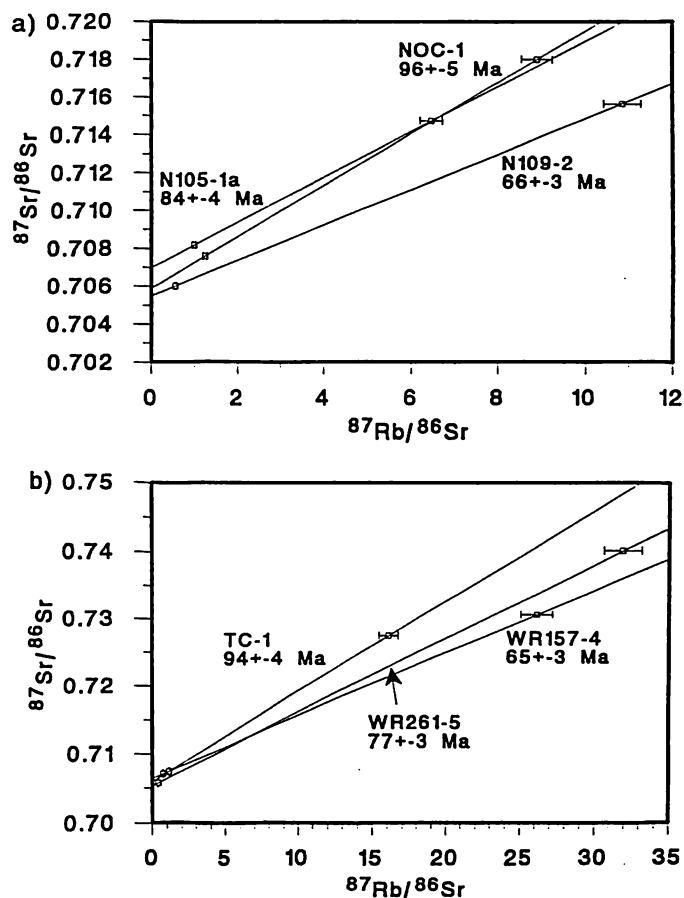 a)
0.720
0.718
0.716
0.714
0.712
0.710
0.708
0.706
0.704
0.702
87Sr/86Sr
NOC-1
96+-5 Ma
N105-1a
84+-4 Ma
N109-2
66+-3 Ma
0 2 4 6 8 10 12
87Rb/86Sr
b)
0.75
0.74
0.73
0.72
0.71
0.70
87Sr/86Sr
TC-1
94+-4 Ma
WR157-4
65+-3 Ma
WR261-5
77+-3 Ma
0 5 10 15 20 25 30 35
87Rb/86Sr